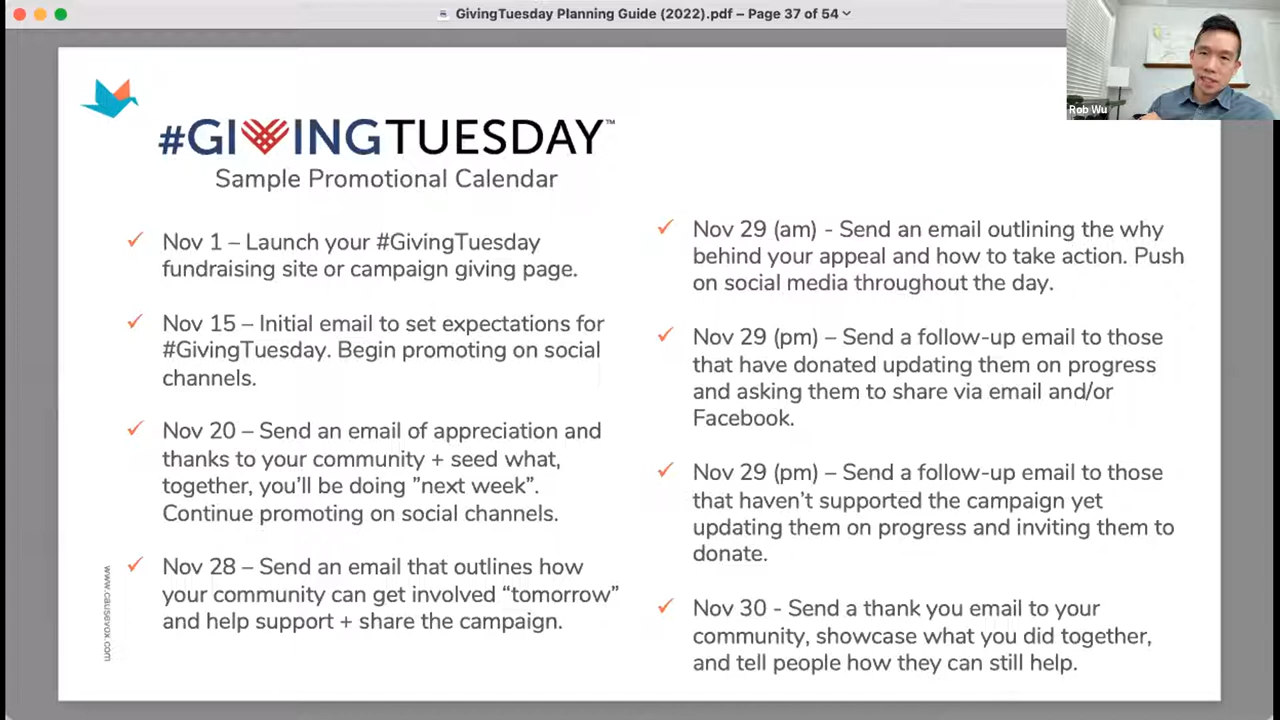 GivingTuesday Planning Guide (2022).pdf – Page 37 of 54
Rob Wu
#GIVINGTUESDAY™
Sample Promotional Calendar
Nov 1 – Launch your #GivingTuesday
fundraising site or campaign giving page.
Nov 15 – Initial email to set expectations for
#GivingTuesday. Begin promoting on social
channels.
Nov 20 – Send an email of appreciation and
thanks to your community + seed what,
together, you’ll be doing ”next week”.
Continue promoting on social channels.
Nov 28 – Send an email that outlines how
your community can get involved “tomorrow”
and help support + share the campaign.
www.causevox.com
Nov 29 (am) - Send an email outlining the why
behind your appeal and how to take action. Push
on social media throughout the day.
Nov 29 (pm) – Send a follow-up email to those
that have donated updating them on progress
and asking them to share via email and/or
Facebook.
Nov 29 (pm) – Send a follow-up email to those
that haven’t supported the campaign yet
updating them on progress and inviting them to
donate.
Nov 30 - Send a thank you email to your
community, showcase what you did together,
and tell people how they can still help.